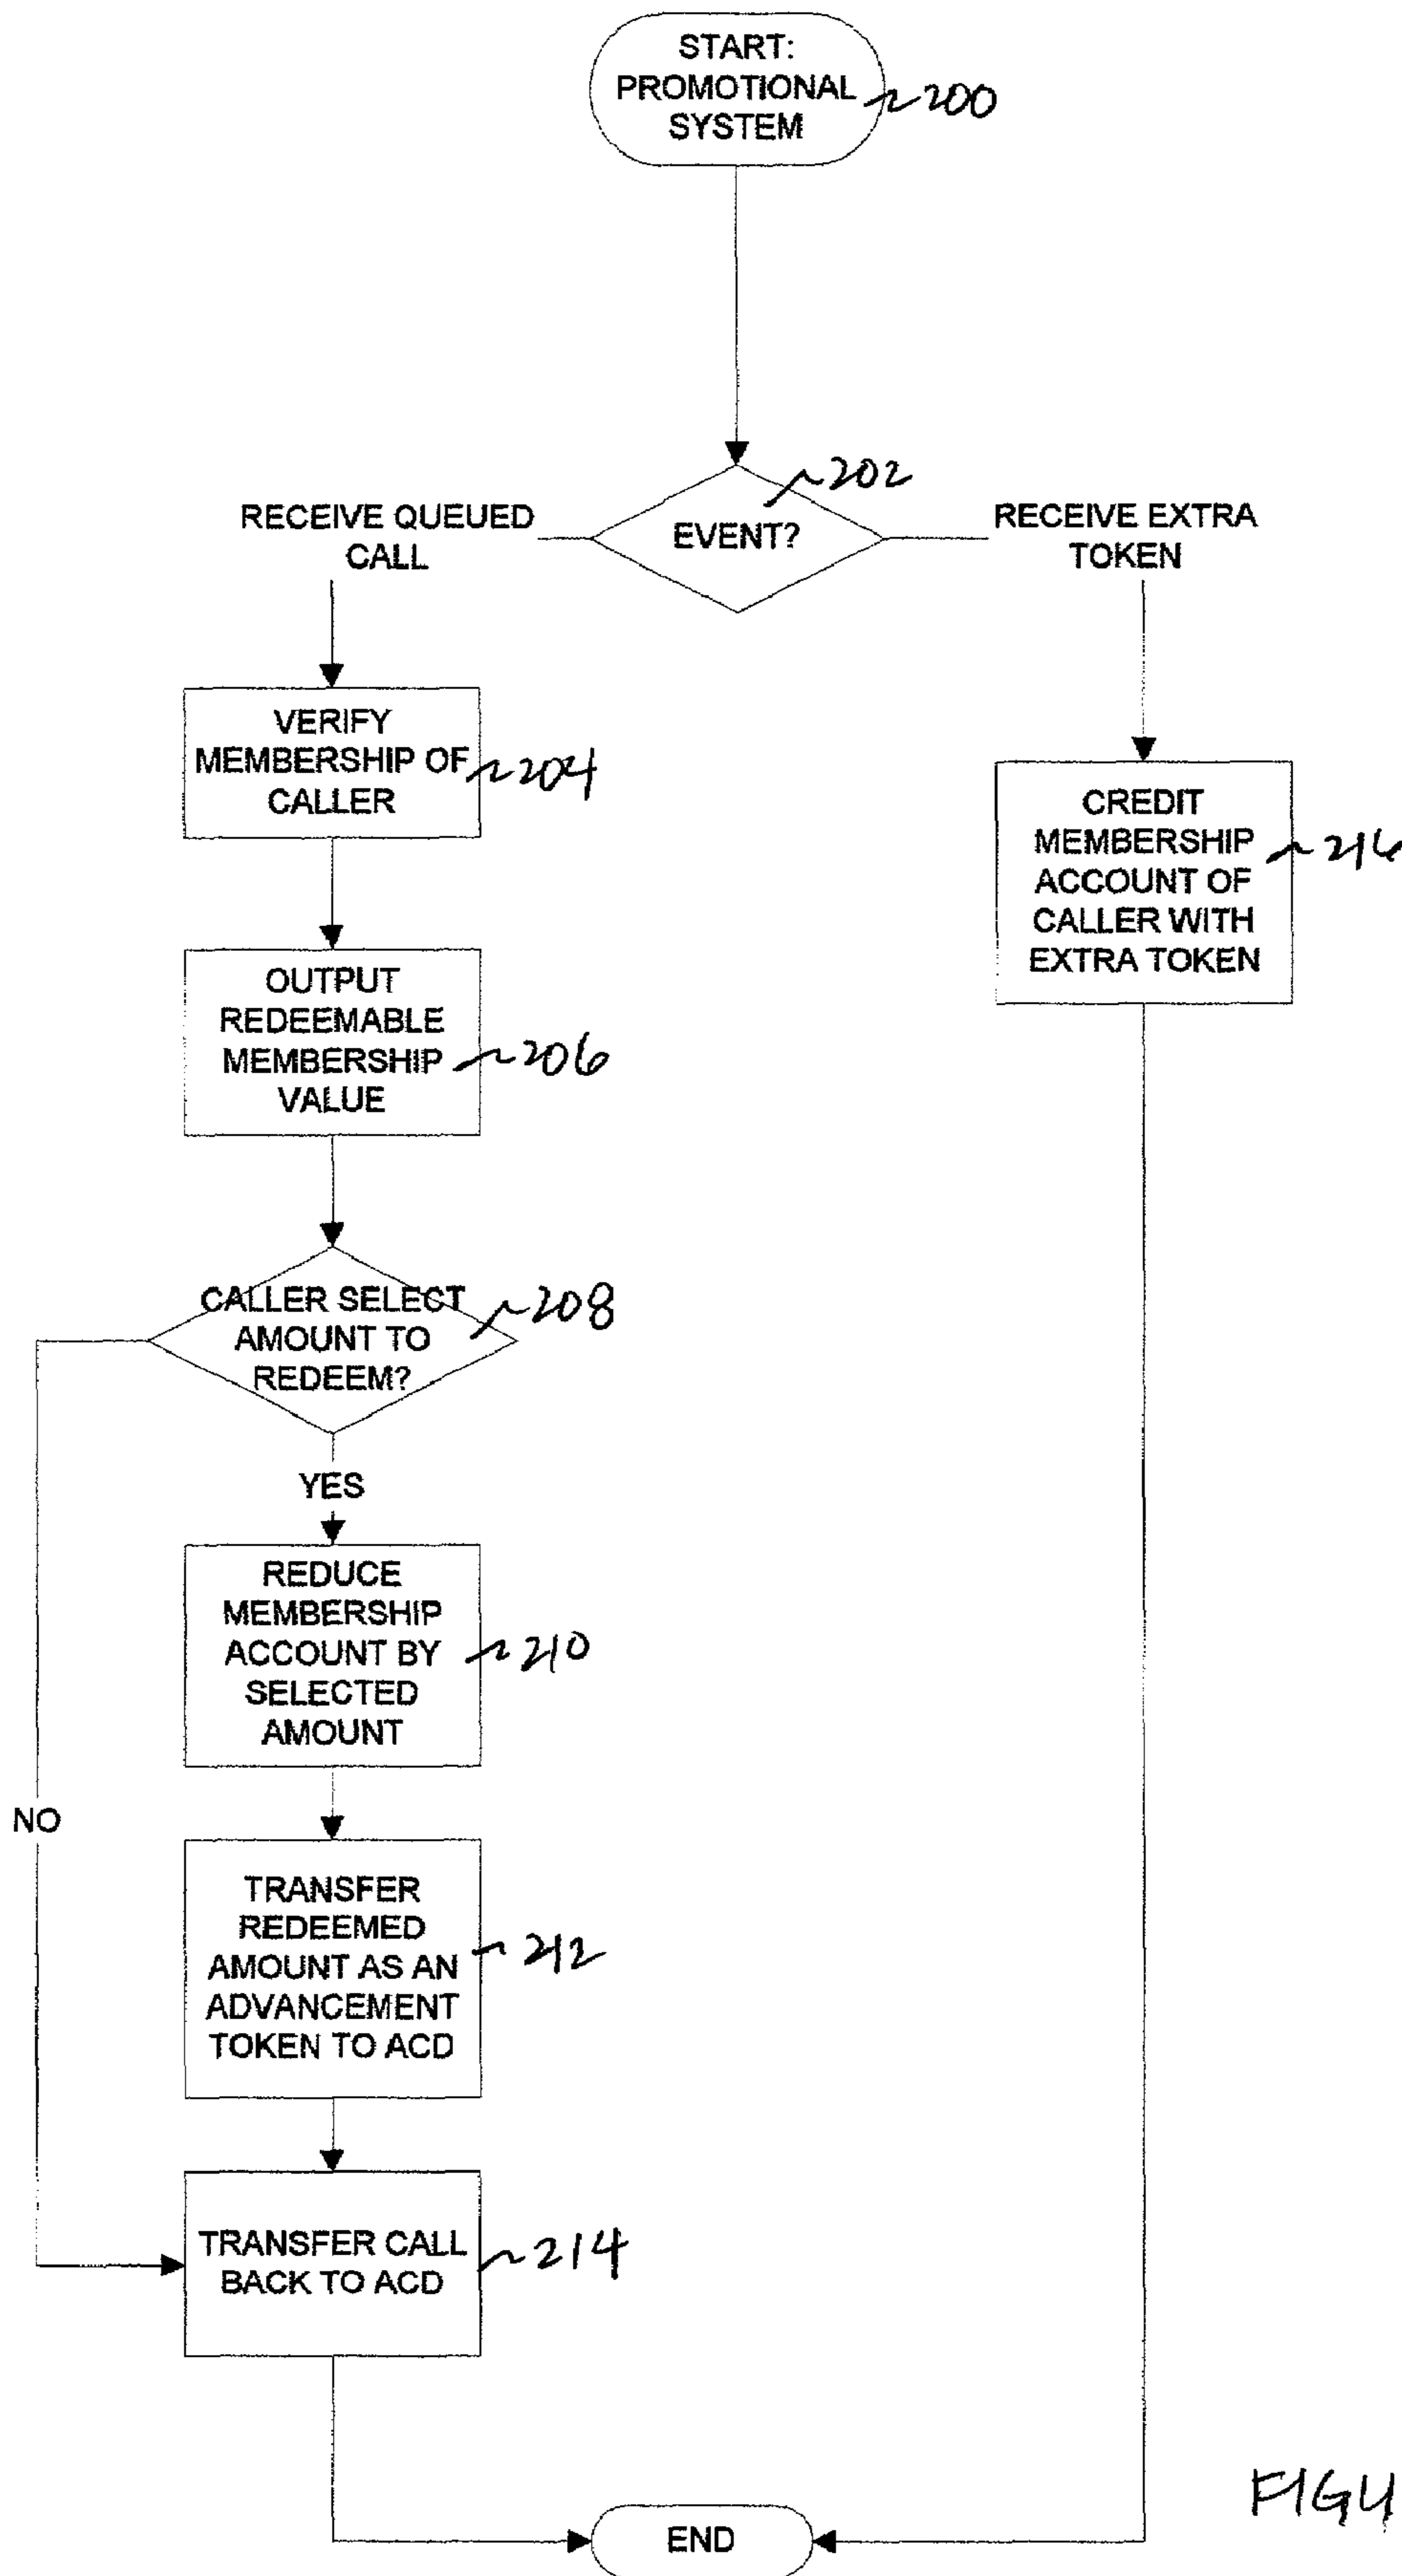 START:
PROMOTIONAL
SYSTEM
200
202
EVENT?
RECEIVE QUEUED
CALL
RECEIVE EXTRA
TOKEN
VERIFY
MEMBERSHIP OF
CALLER
204
CREDIT
MEMBERSHIP
ACCOUNT OF
CALLER WITH
EXTRA TOKEN
216
OUTPUT
REDEEMABLE
MEMBERSHIP
VALUE
206
CALLER SELECT
AMOUNT TO
REDEEM?
208
YES
REDUCE
MEMBERSHIP
ACCOUNT BY
SELECTED
AMOUNT
210
NO
TRANSFER
REDEEMED
AMOUNT AS AN
ADVANCEMENT
TOKEN TO ACD
212
TRANSFER CALL
BACK TO ACD
214
END
FIG 4